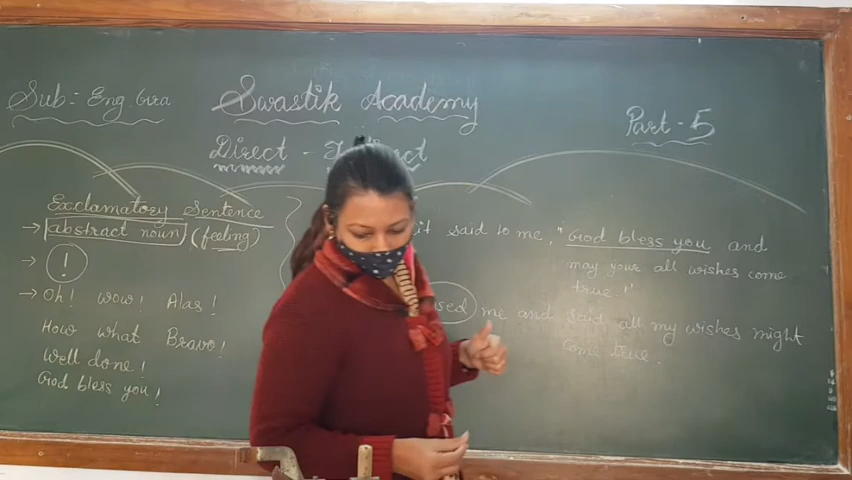 Sub: Eng. Gra
Swastik Academy
Part-5
Direct -
Exclamatory Sentence
→ abstract noun (feeling)
→ !
→ Oh! wow! Alas!
How what Bravo!
Well done!
God bless you!
said to me, "God bless you and
may your all wishes come
true!"
me and said all my wishes might
come true.